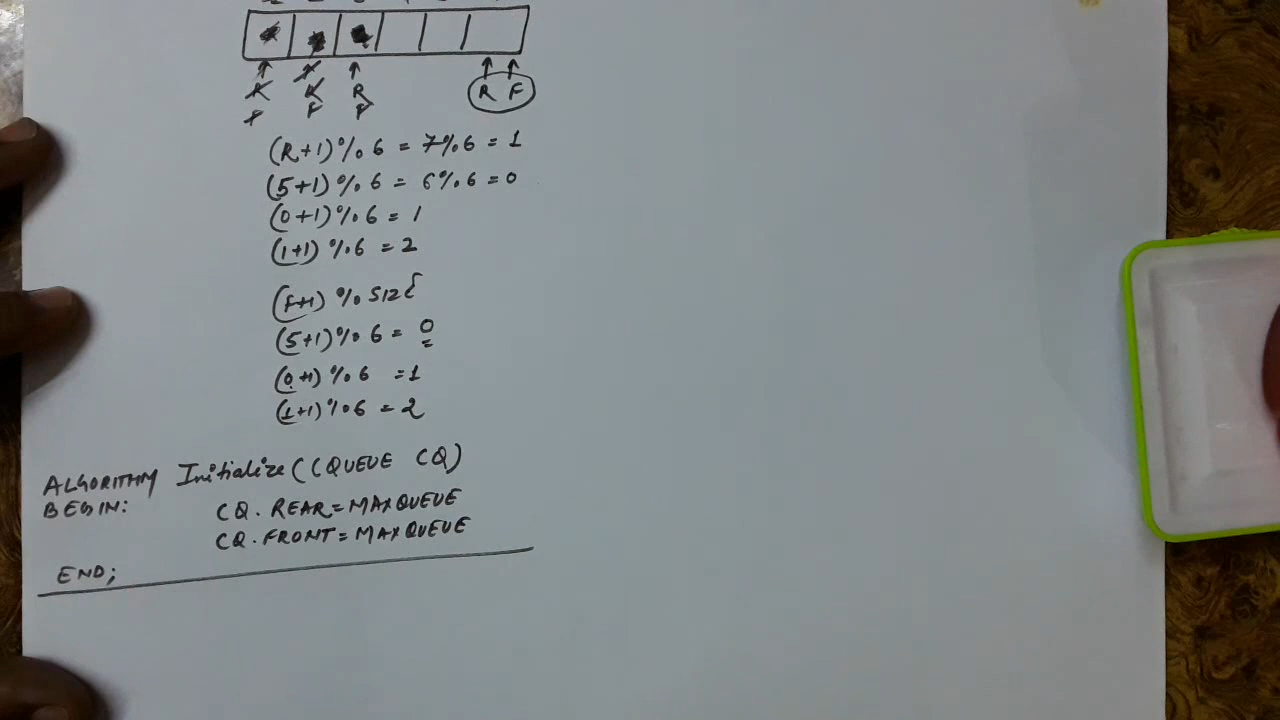 R R R R F
F F F
(R+1)%6 = 7%6 = 1
(5+1)%6 = 6%6 = 0
(0+1)%6 = 1
(1+1)%6 = 2
(F+1)%SIZE
(5+1)%6 = 0
(0+1)%6 = 1
(1+1)%6 = 2
ALGORITHM Initialize(CQUEUE CQ)
BEGIN: CQ.REAR=MAXQUEUE
CQ.FRONT=MAXQUEUE
END;